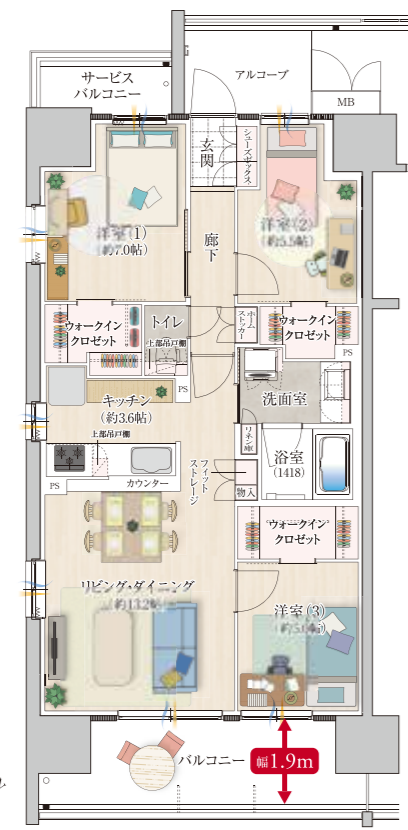 サービス
バルコニー
アルコーブ
MB
玄関
シューズボックス
洋室(1)
(約7.0帖)
廊下
洋室(2)
(約5.5帖)
ウォークイン
クロゼット
トイレ
上部吊戸棚
ホーム
ストッカー
ウォークイン
クロゼット
PS
PS
キッチン
(約3.6帖)
上部吊戸棚
洗面室
リネン庫
浴室
(1418)
PS
カウンター
フィット
ストレージ
物入
ウォークイン
クロゼット
リビング・ダイニング
(約13.2帖)
洋室(3)
バルコニー
幅1.9m